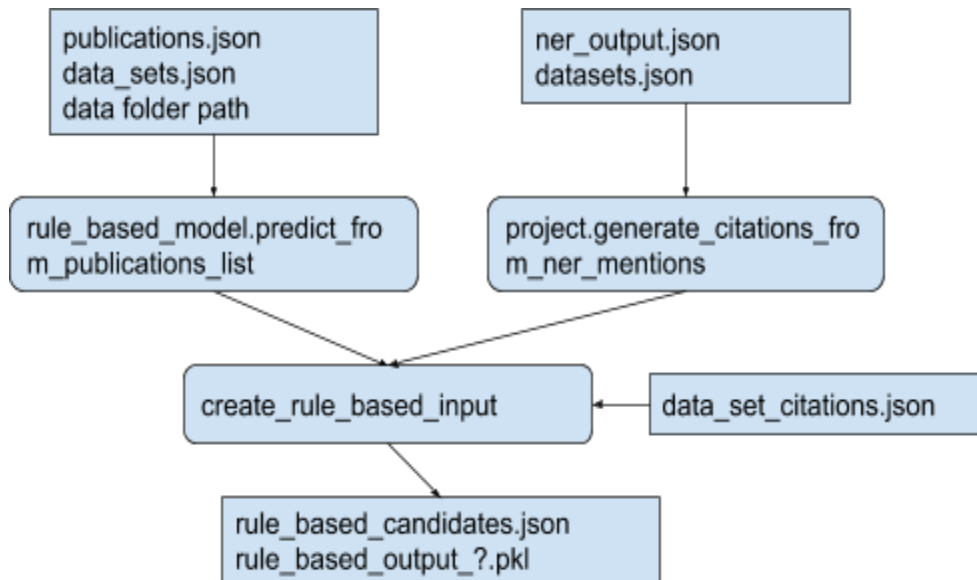 publications.json
data_sets.json
data folder path
ner_output.json
datasets.json
rule_based_model.predict_fro
m_publications_list
project.generate_citations_fro
m_ner_mentions
create_rule_based_input
data_set_citations.json
rule_based_candidates.json
rule_based_output_?.pkl